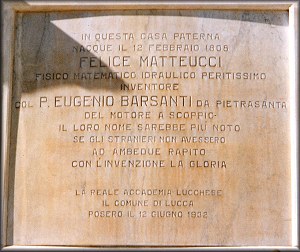 IN QUESTA CASA PATERNA
NACQUE IL 12 FEBBRAIO 1808
FELICE MATTEUCCI
FISICO MATEMATICO IDRAULICO PERITISSIMO
INVENTORE
COL P. EUGENIO BARSANTI DA PIETRASANTA
DEL MOTORE A SCOPPIO
IL LORO NOME SAREBBE PIÙ NOTO
SE GLI STRANIERI NON AVESSERO
AD AMBEDUE RAPITO
CON L'INVENZIONE LA GLORIA
LA REALE ACCADEMIA LUCCHESE
IL COMUNE DI LUCCA
POSERO IL 12 GIUGNO 1932